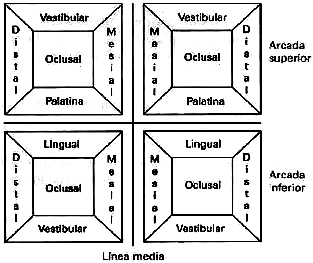 Vestibular
Distal
Oclusal
Mesial
Palatina
Vestibular
Mesial
Oclusal
Distal
Palatina
Arcada
superior
Lingual
Distal
Oclusal
Mesial
Vestibular
Lingual
Mesial
Oclusal
Distal
Vestibular
Arcada
inferior
Línea media